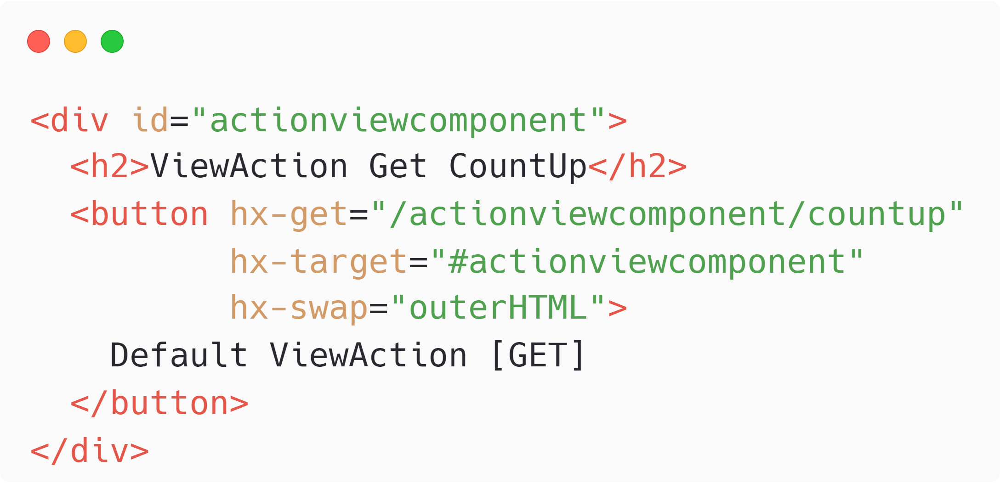 <div id="actionviewcomponent">
  <h2>ViewAction Get CountUp</h2>
  <button hx-get="/actionviewcomponent/countup"
          hx-target="#actionviewcomponent"
          hx-swap="outerHTML">
    Default ViewAction [GET]
  </button>
</div>